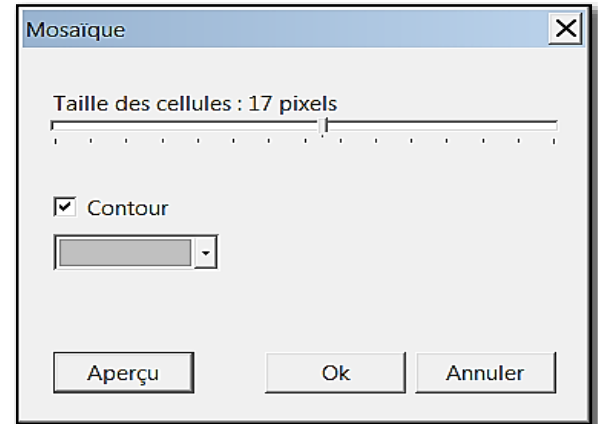 Mosaïque
Taille des cellules : 17 pixels
Contour
Aperçu
Ok
Annuler